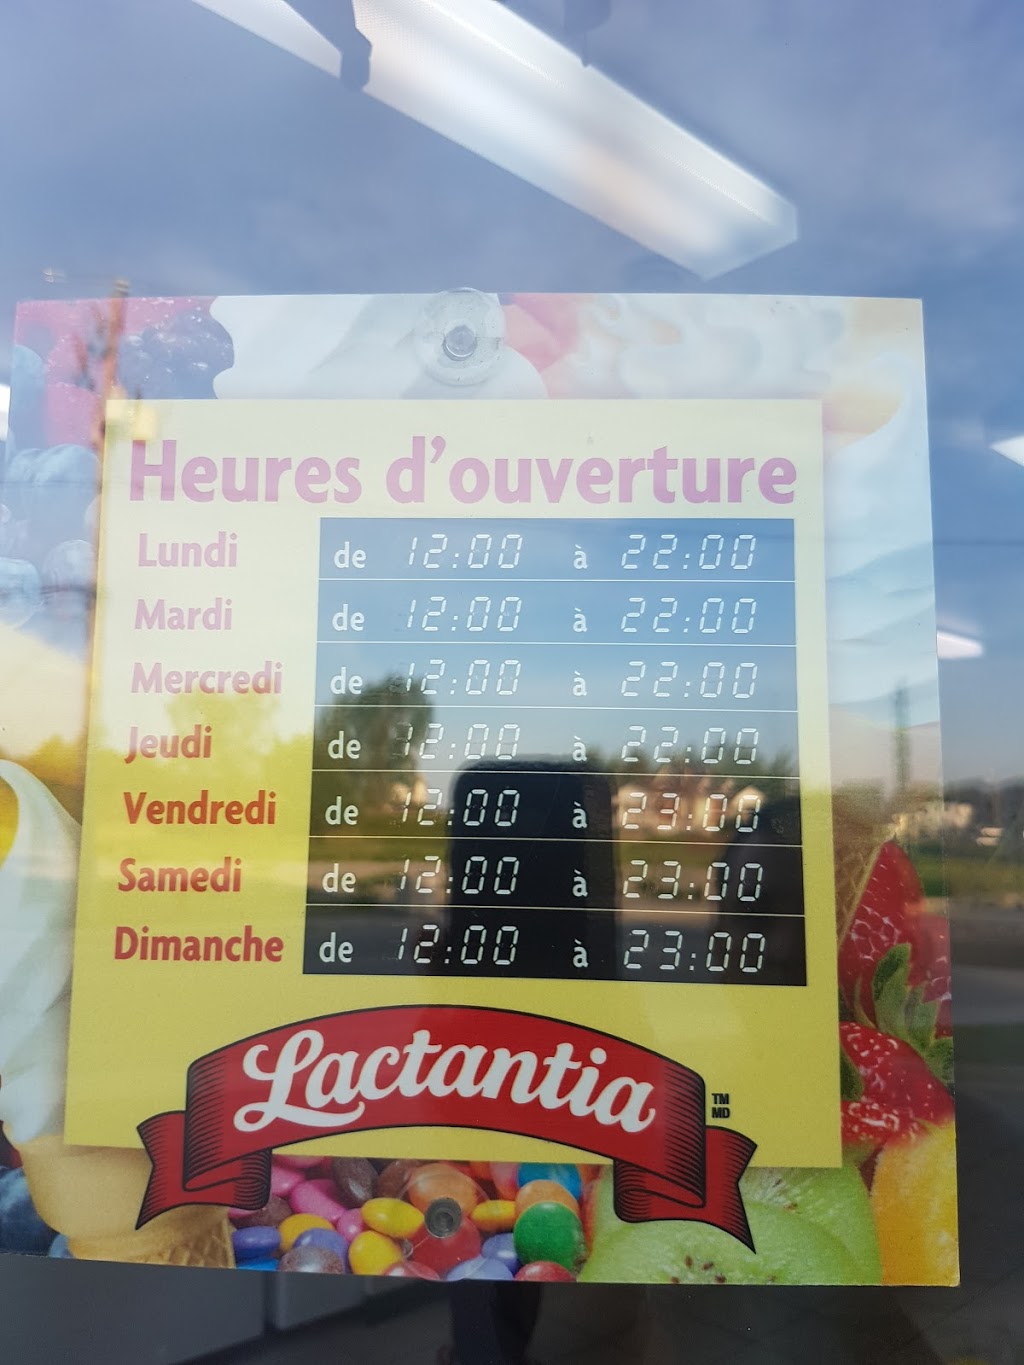 Heures d'ouverture
Lundi de 12:00 à 22:00
Mardi de 12:00 à 22:00
Mercredi de 12:00 à 22:00
Jeudi de 12:00 à 22:00
Vendredi de 12:00 à 23:00
Samedi de 12:00 à 23:00
Dimanche de 12:00 à 23:00
Lactantia
TM
MD